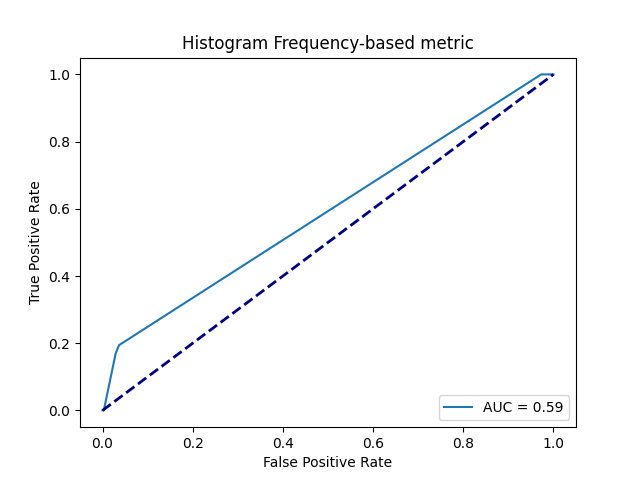 Histogram Frequency-based metric
True Positive Rate
1.0
0.8
0.6
0.4
0.2
0.0
AUC = 0.59
0.0 0.2 0.4 0.6 0.8 1.0
False Positive Rate